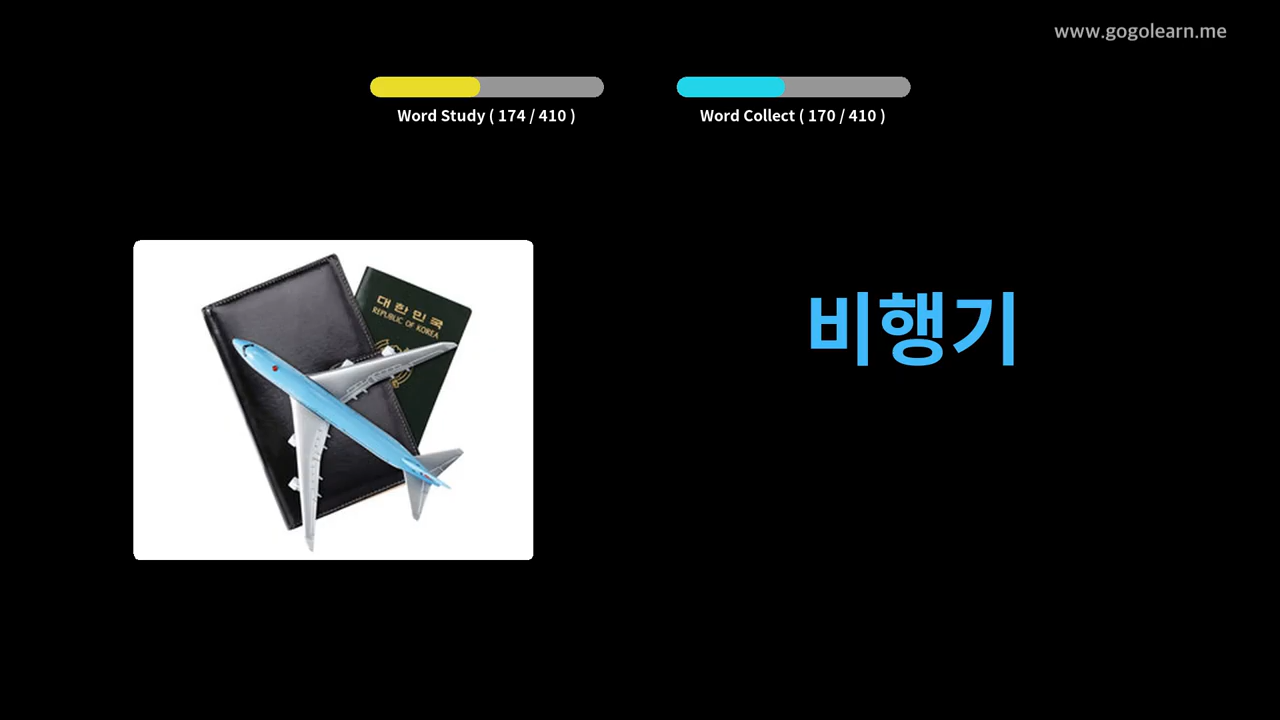 www.gogolearn.me
Word Study ( 174 / 410 )
Word Collect ( 170 / 410 )
대한민국
REPUBLIC OF KOREA
비행기